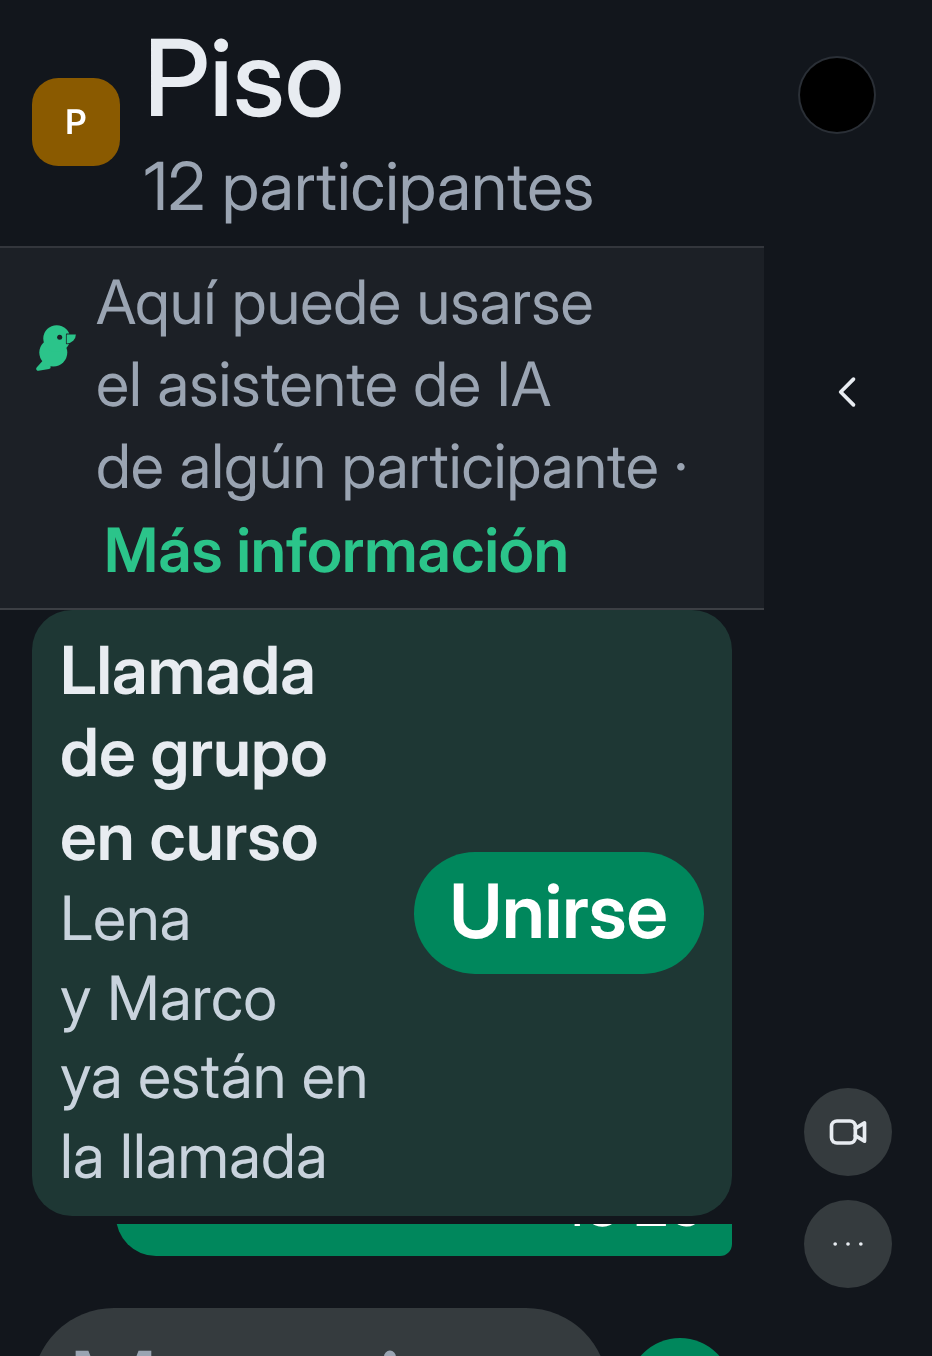 P
Piso
12 participantes
Aquí puede usarse
el asistente de IA
de algún participante ·
Más información
Llamada
de grupo
en curso
Lena
y Marco
ya están en
la llamada
Unirse